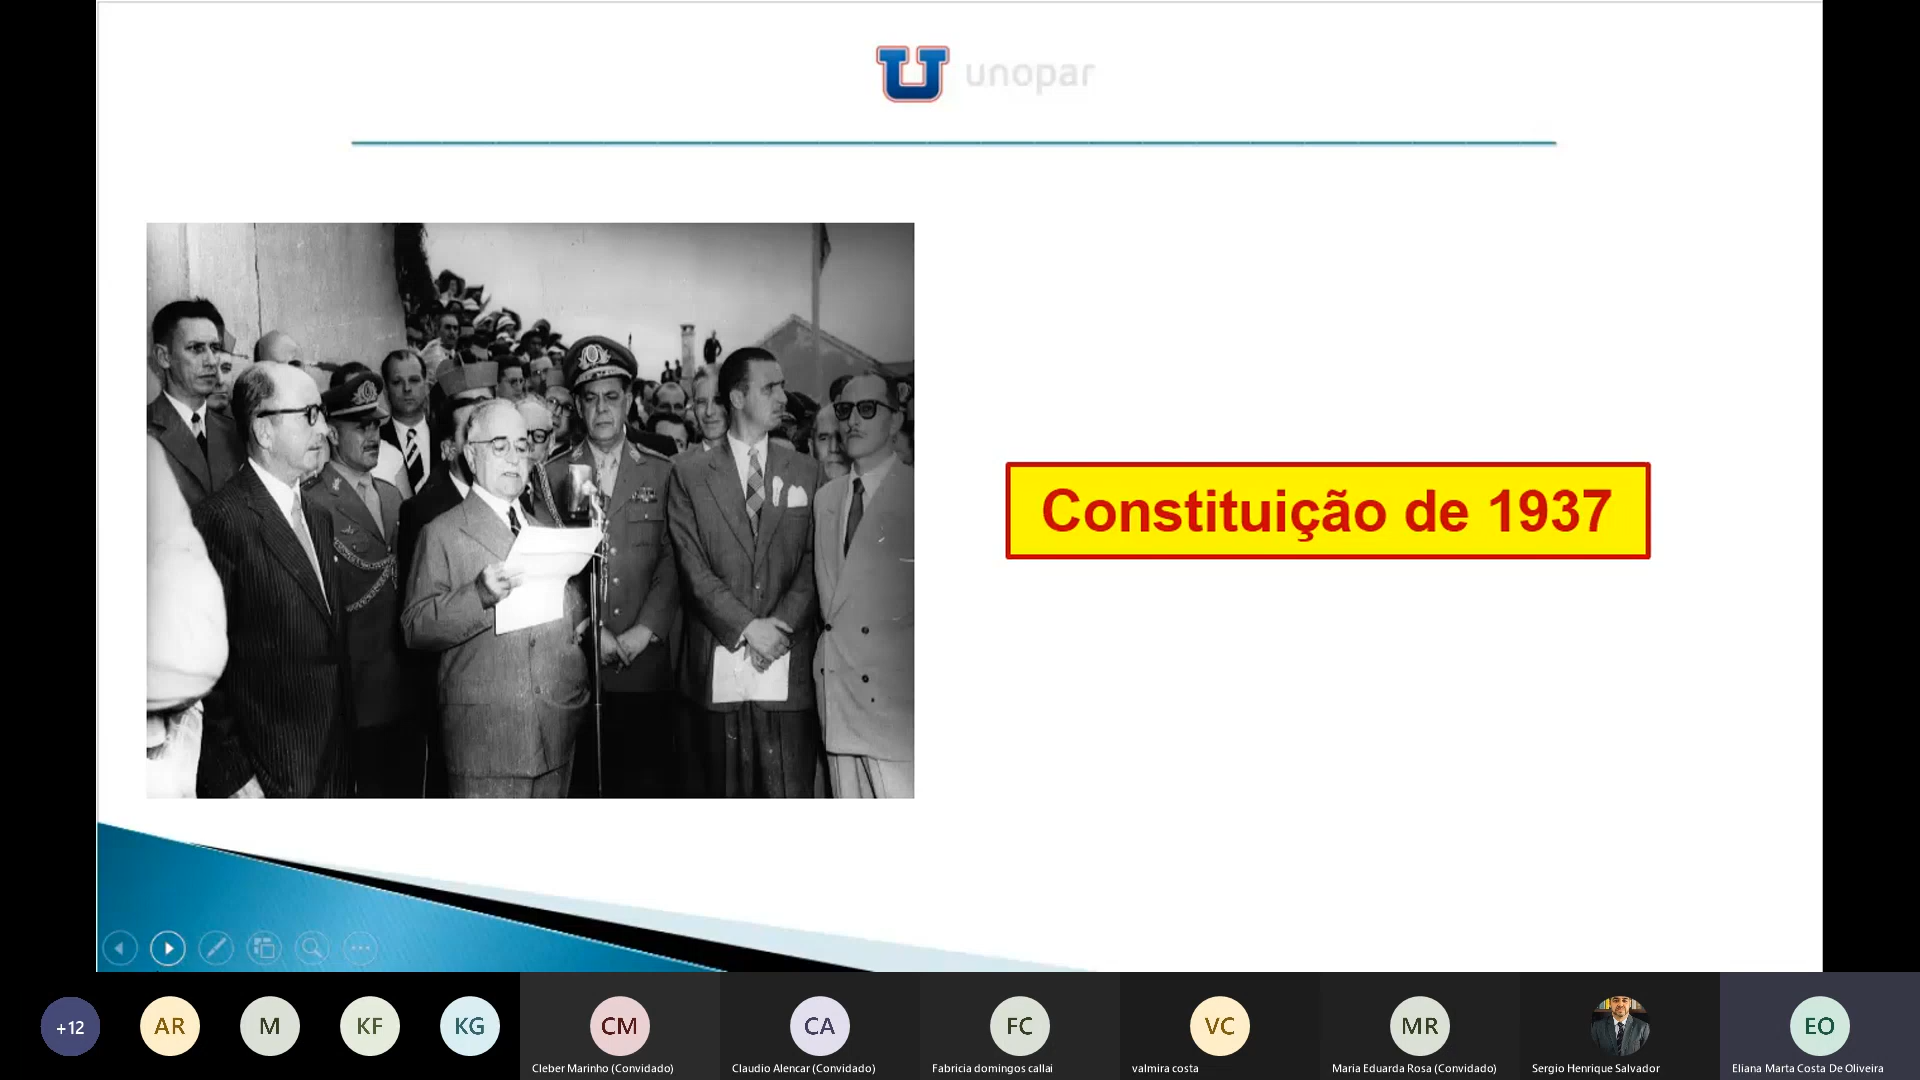 unopar
Constituição de 1937
+12
AR
M
KF
KG
CM
CA
FC
VC
MR
EO
Cleber Marinho (Convidado)
Claudio Alencar (Convidado)
Fabricia domingos callai
valmira costa
Maria Eduarda Rosa (Convidado)
Sergio Henrique Salvador
Eliana Marta Costa De Oliveira